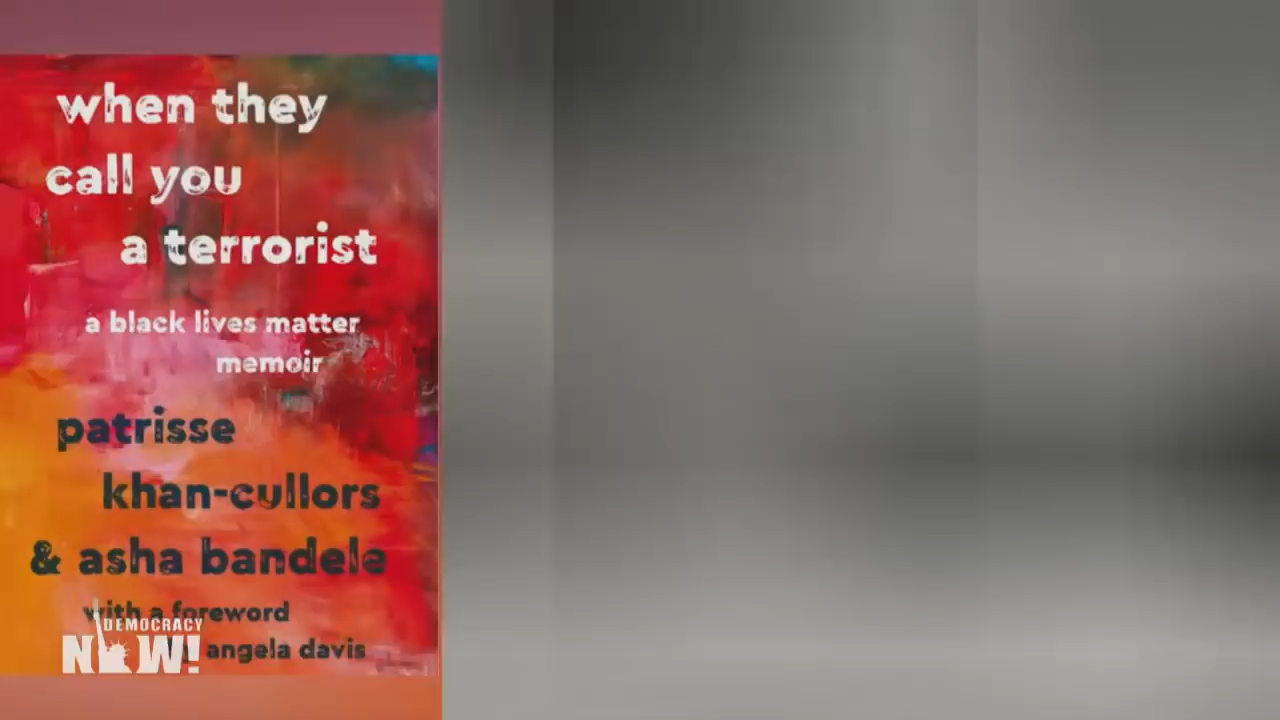 when they
call you
a terrorist
a black lives matter
memoir
patrisse
khan-cullors
& asha bandele
with a foreword
angela davis
DEMOCRACY
NOW!